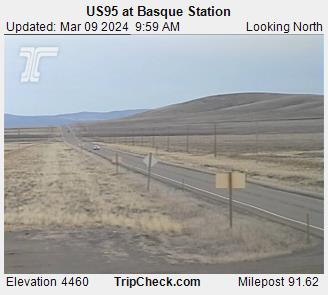 US95 at Basque Station
Updated: Mar 09 2024 9:59 AM Looking North
Elevation 4460 TripCheck.com Milepost 91.62